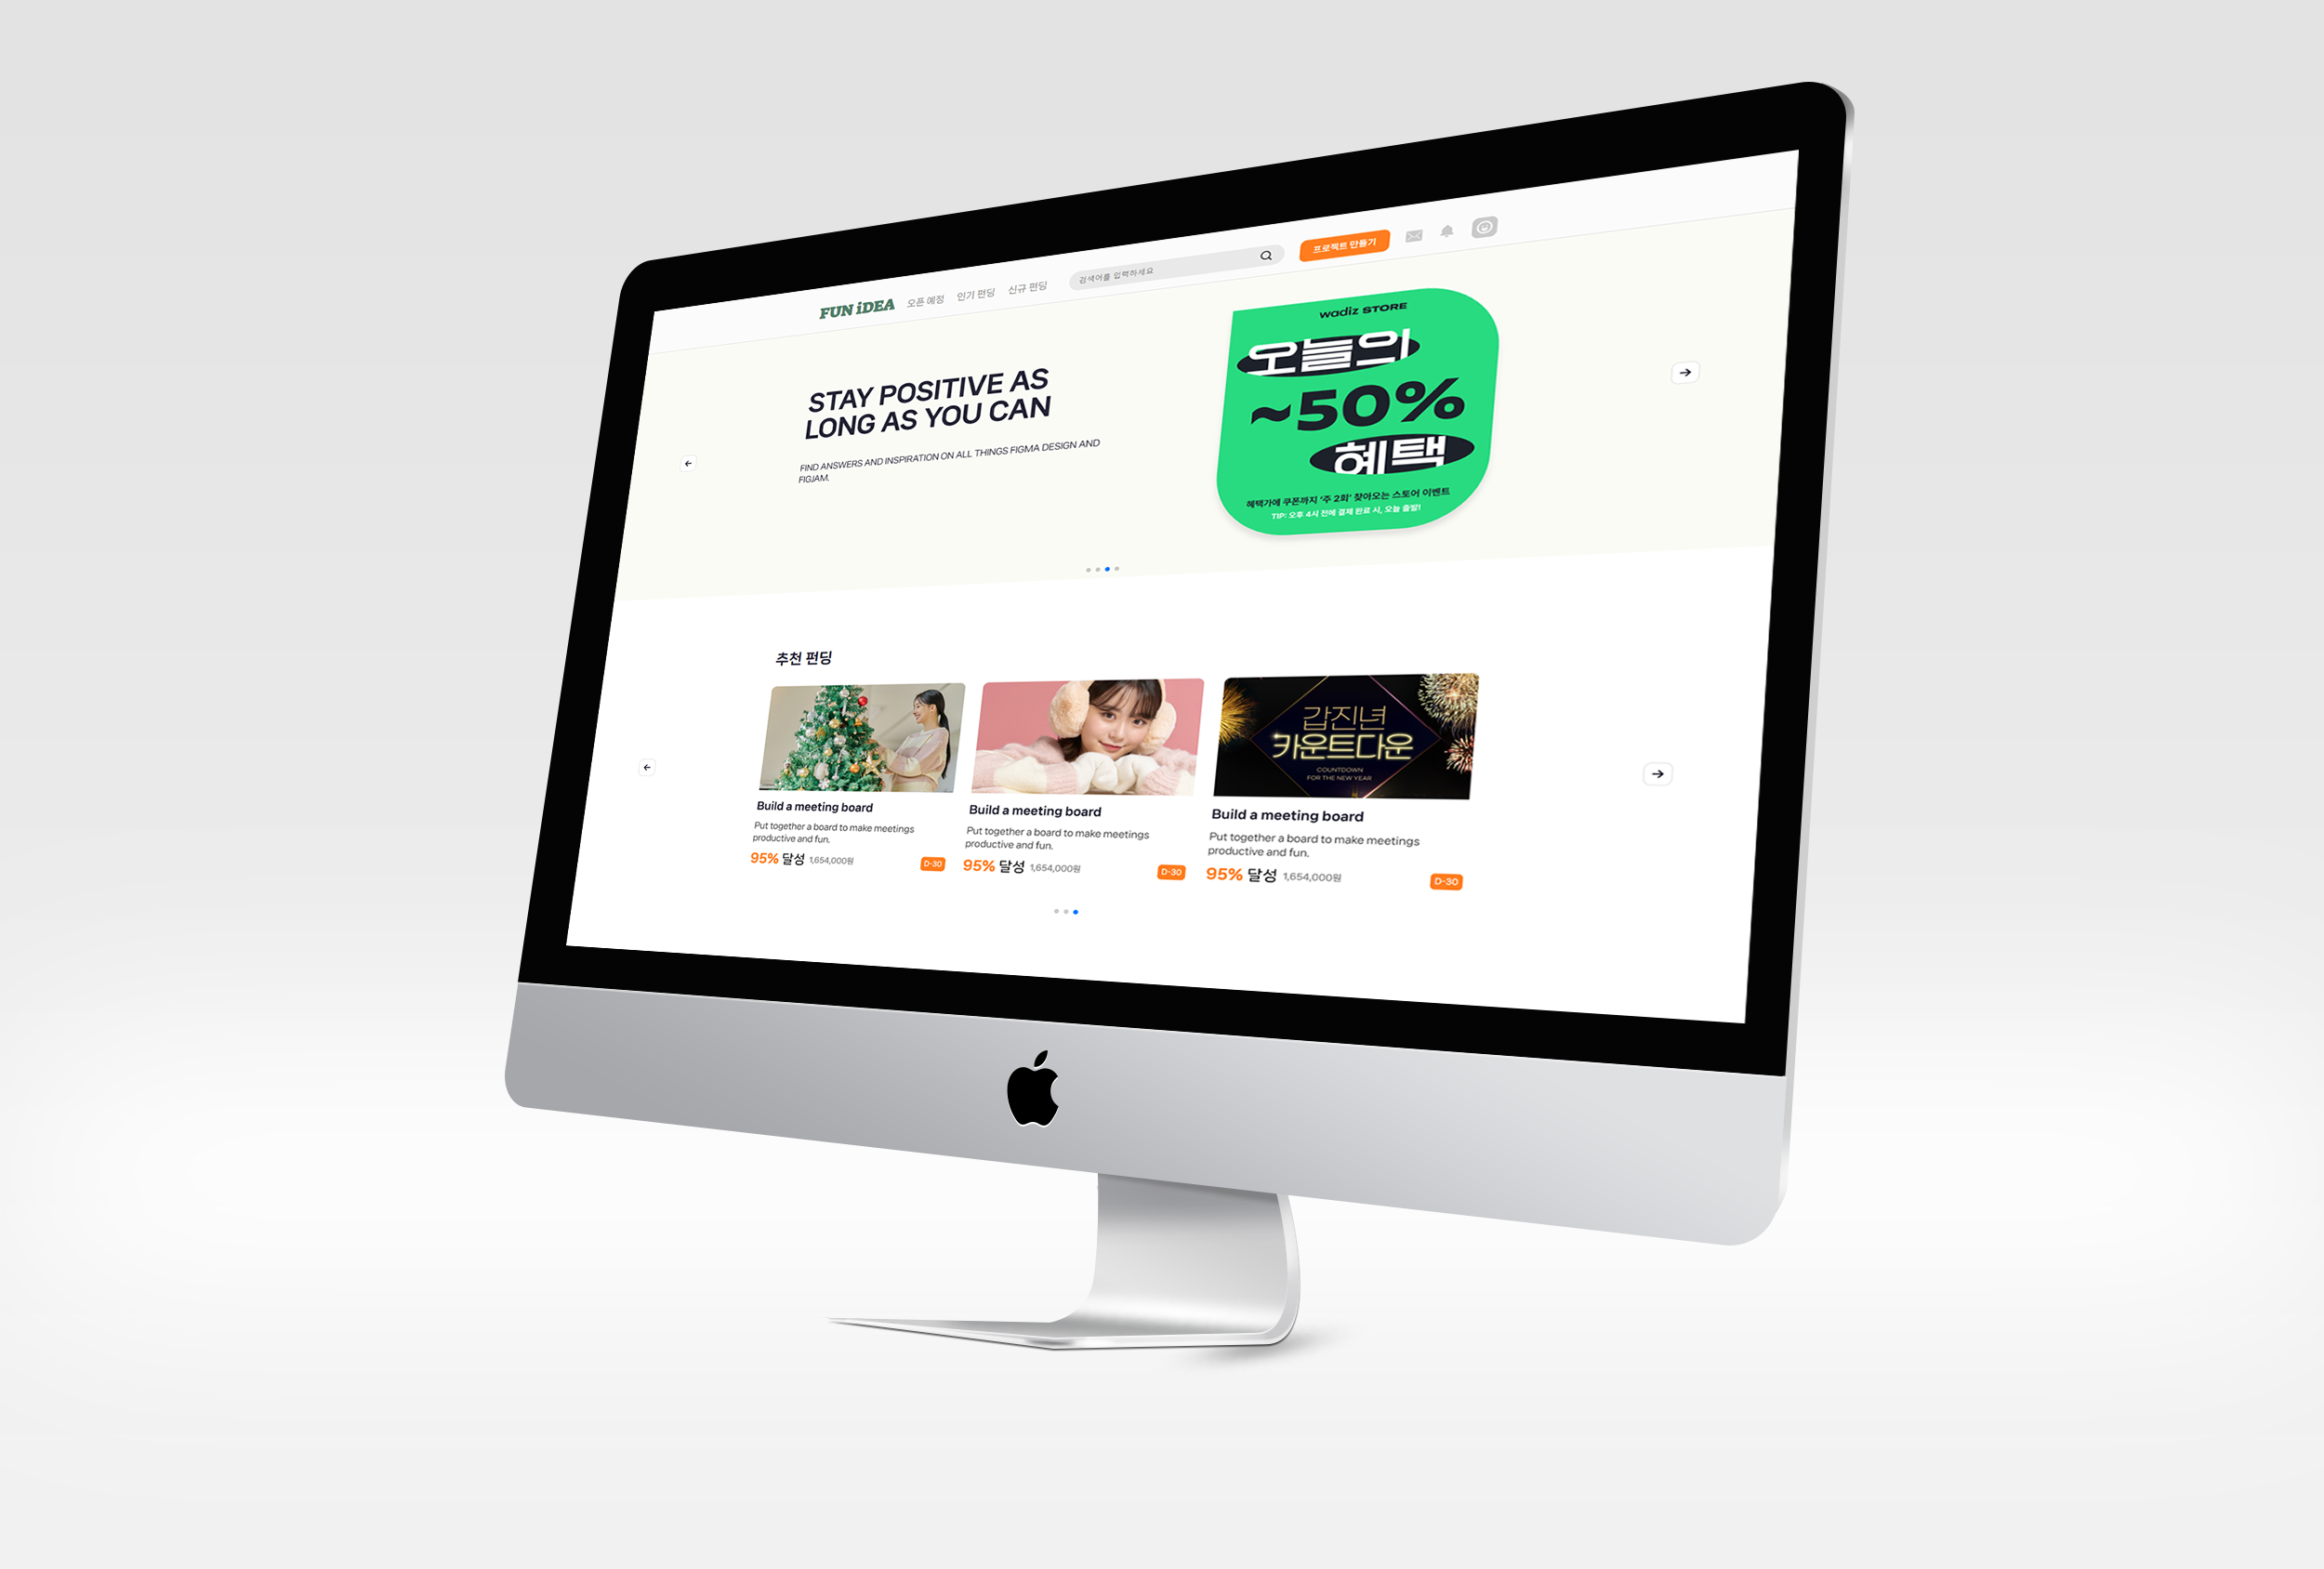 FUN iDEA 오픈 예정 인기 펀딩 신규 펀딩 검색어를 입력하세요 프로젝트 만들기
STAY POSITIVE AS
LONG AS YOU CAN
FIND ANSWERS AND INSPIRATION ON ALL THINGS FIGMA DESIGN AND
FIGJAM.
wadiz STORE
오늘의
~50%
혜택
혜택가에 쿠폰까지 '주 2회' 찾아오는 스토어 이벤트
TIP: 오후 4시 전에 결제 완료 시, 오늘 출발!
추천 펀딩
Build a meeting board
Put together a board to make meetings
productive and fun.
95% 달성 1,654,000원 D-30
Build a meeting board
Put together a board to make meetings
productive and fun.
95% 달성 1,654,000원 D-30
갑진년
카운트다운
COUNTDOWN
FOR THE NEW YEAR
Build a meeting board
Put together a board to make meetings
productive and fun.
95% 달성 1,654,000원 D-30